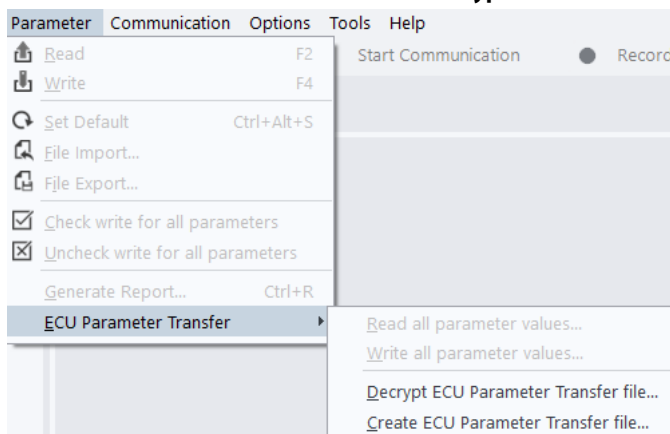 Parameter Communication Options Tools Help
Read F2
Start Communication
Record
Write F4
Set Default Ctrl+Alt+S
File Import...
File Export...
Check write for all parameters
Uncheck write for all parameters
Generate Report... Ctrl+R
ECU Parameter Transfer
Read all parameter values...
Write all parameter values...
Decrypt ECU Parameter Transfer file...
Create ECU Parameter Transfer file...